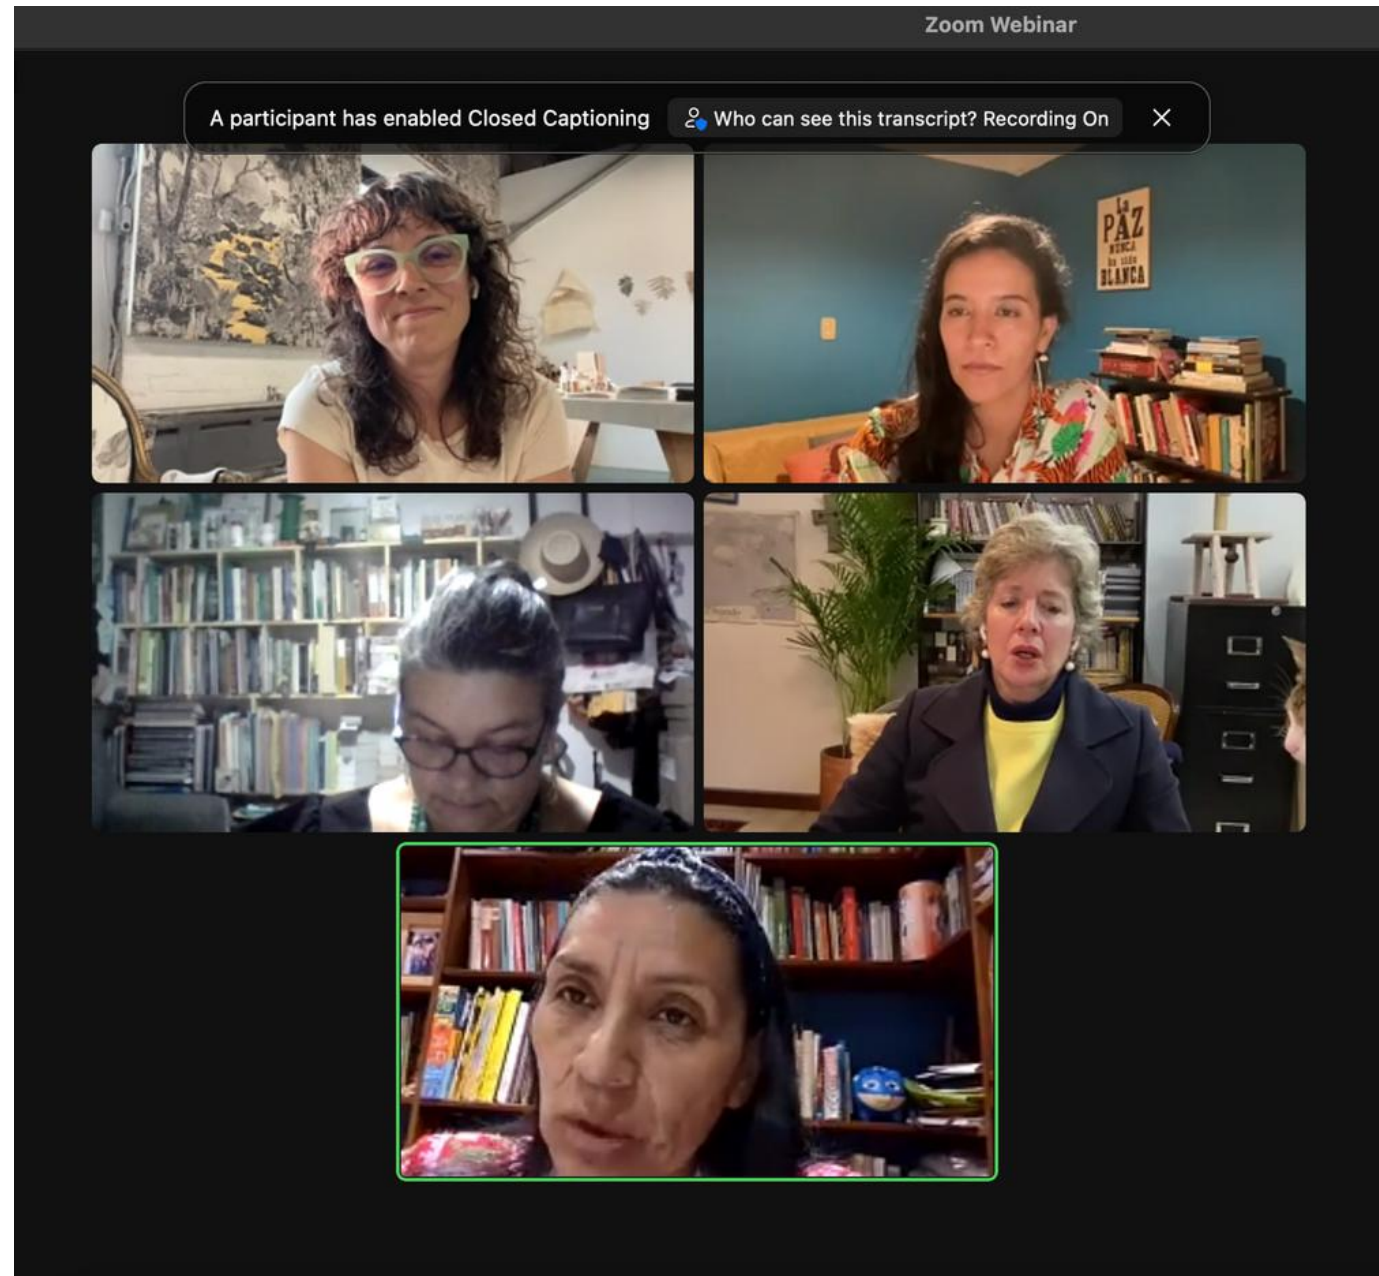 Zoom Webinar
A participant has enabled Closed Captioning
Who can see this transcript? Recording On
La
PAZ
NUNCA
ha sido
BLANCA